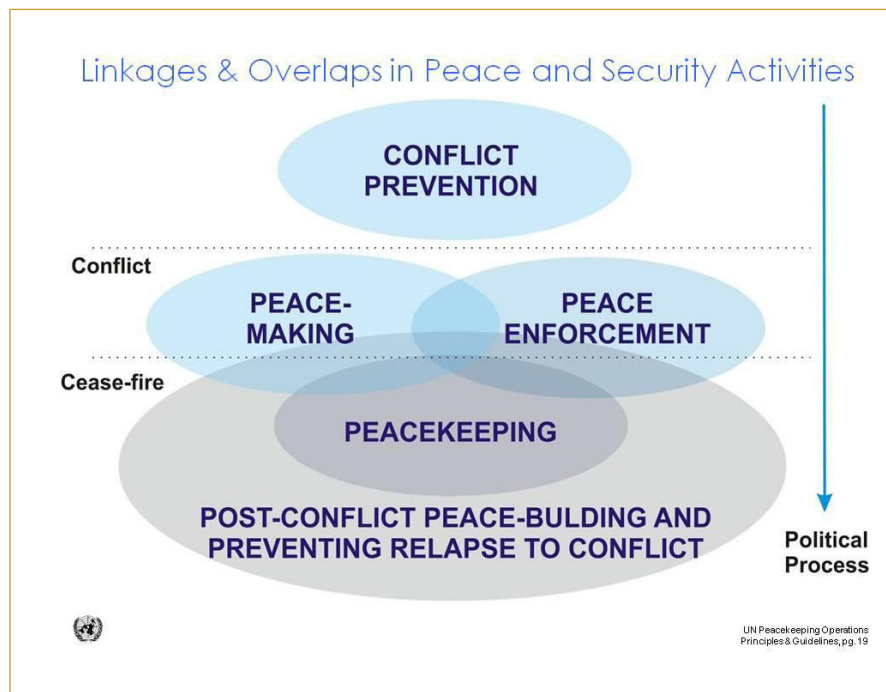 Linkages & Overlaps in Peace and Security Activities
CONFLICT
PREVENTION
Conflict
PEACE-
MAKING
PEACE
ENFORCEMENT
Cease-fire
PEACEKEEPING
POST-CONFLICT PEACE-BULDING AND
PREVENTING RELAPSE TO CONFLICT
Political
Process
UN Peacekeeping Operations
Principles & Guidelines, pg. 19